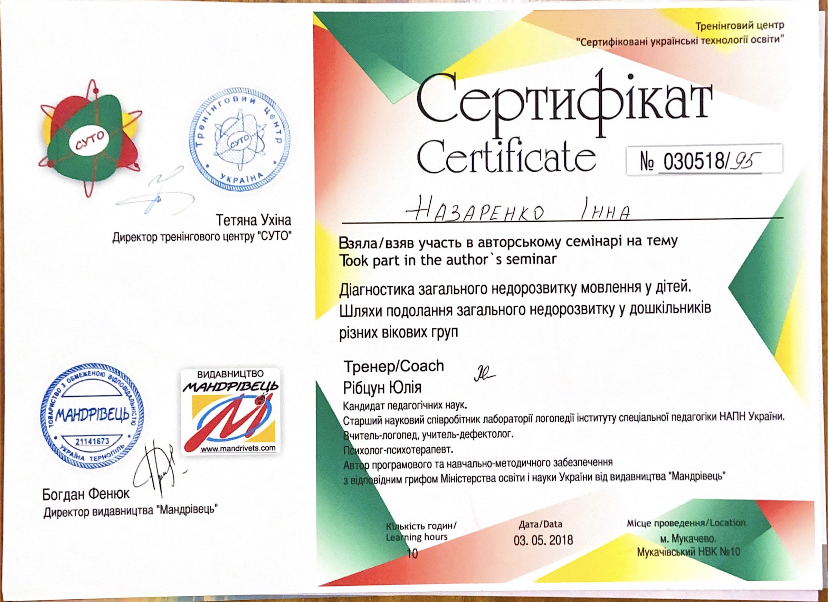 Тренінговий центр
"Сертифіковані українські технології освіти"
Сертифікат
Certificate
№ 030518/95
Назаренко Інна
Взяла/взяв участь в авторському семінарі на тему
Took part in the author`s seminar
Діагностика загального недорозвитку мовлення у дітей.
Шляхи подолання загального недорозвитку у дошкільників
різних вікових груп
Тренер/Coach
Рібцун Юлія
Кандидат педагогічних наук.
Старший науковий співробітник лабораторії логопедії інституту спеціальної педагогіки НАПН України.
Вчитель-логопед, учитель-дефектолог.
Психолог-психотерапевт.
Автор програмового та навчально-методичного забезпечення
з відповідним грифом Міністерства освіти і науки України від видавництва "Мандрівець"
Кількість годин/
Learning hours
10
Дата/Data
03. 05. 2018
Місце проведення/Location
м. Мукачево.
Мукачівський НВК №10
СУТО
Тренінговий центр
СУТО
УКРАЇНА
Тетяна Ухіна
Директор тренінгового центру "СУТО"
ТОВАРИСТВО З ОБМЕЖЕНОЮ ВІДПОВІДАЛЬНІСТЮ
МАНДРІВЕЦЬ
21141673
УКРАЇНА ТЕРНОПІЛЬ
ВИДАВНИЦТВО
МАНДРІВЕЦЬ
www.mandrivets.com
Богдан Фенюк
Директор видавництва "Мандрівець"